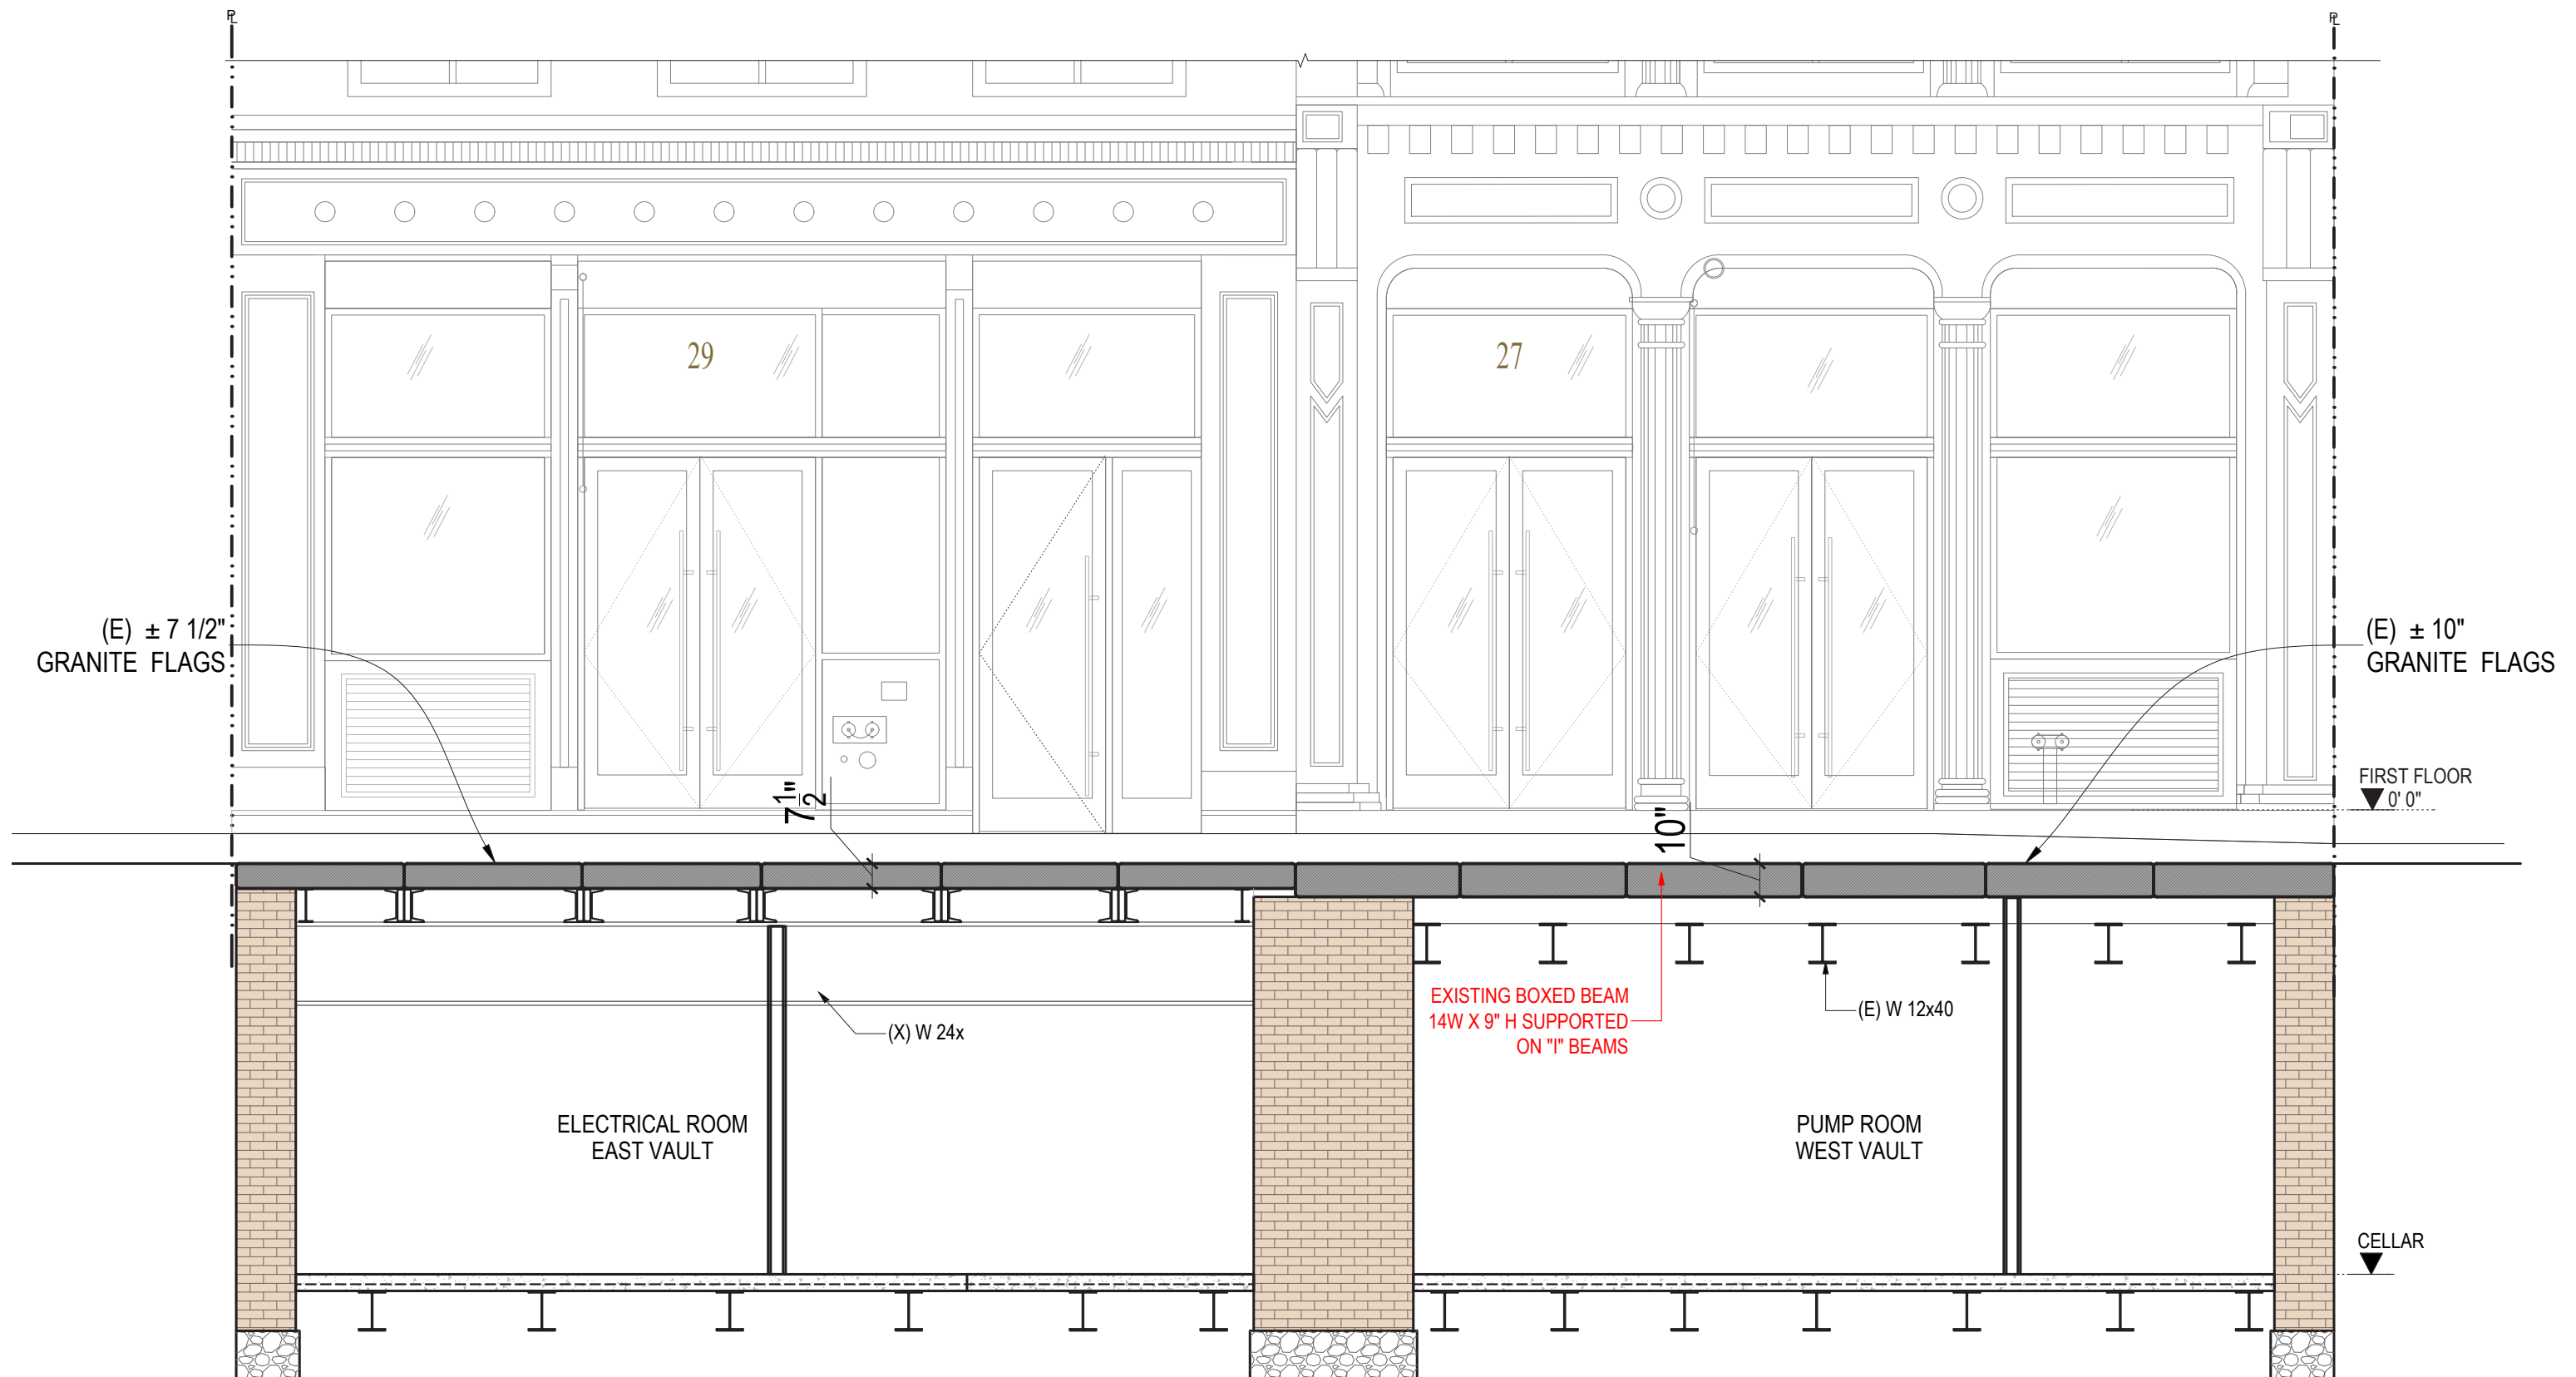 PL
PL
29
27
(E) ± 7 1/2"
GRANITE FLAGS
(E) ± 10"
GRANITE FLAGS
FIRST FLOOR
0' 0"
7 1/2"
10"
EXISTING BOXED BEAM
14W X 9" H SUPPORTED
ON "I" BEAMS
(E) W 12x40
(X) W 24x
ELECTRICAL ROOM
EAST VAULT
PUMP ROOM
WEST VAULT
CELLAR